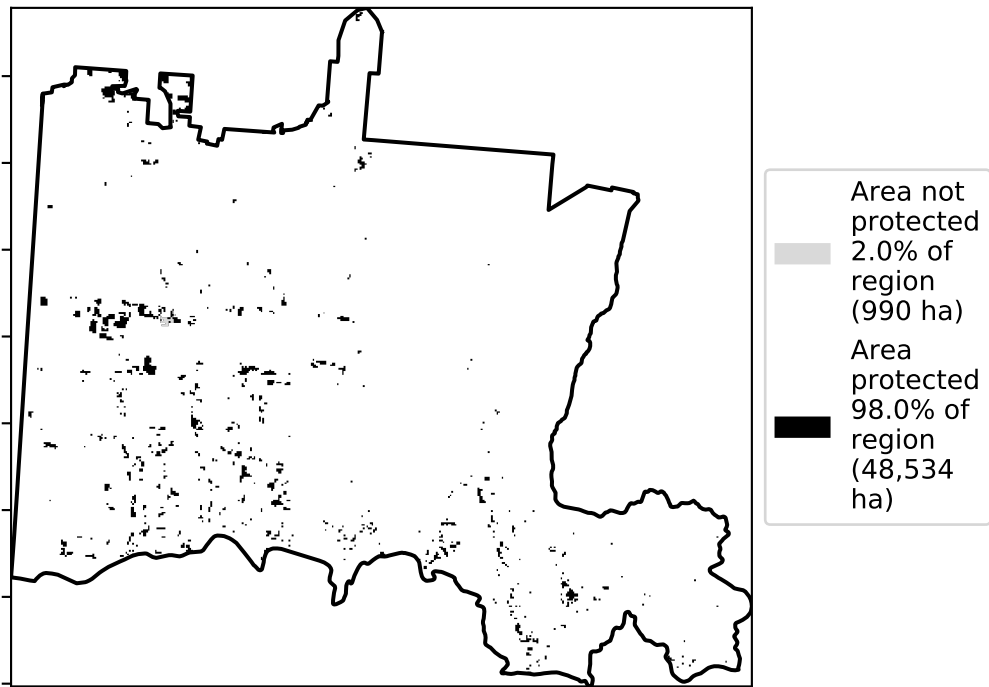 Area not
protected
2.0% of
region
(990 ha)
Area
protected
98.0% of
region
(48,534
ha)